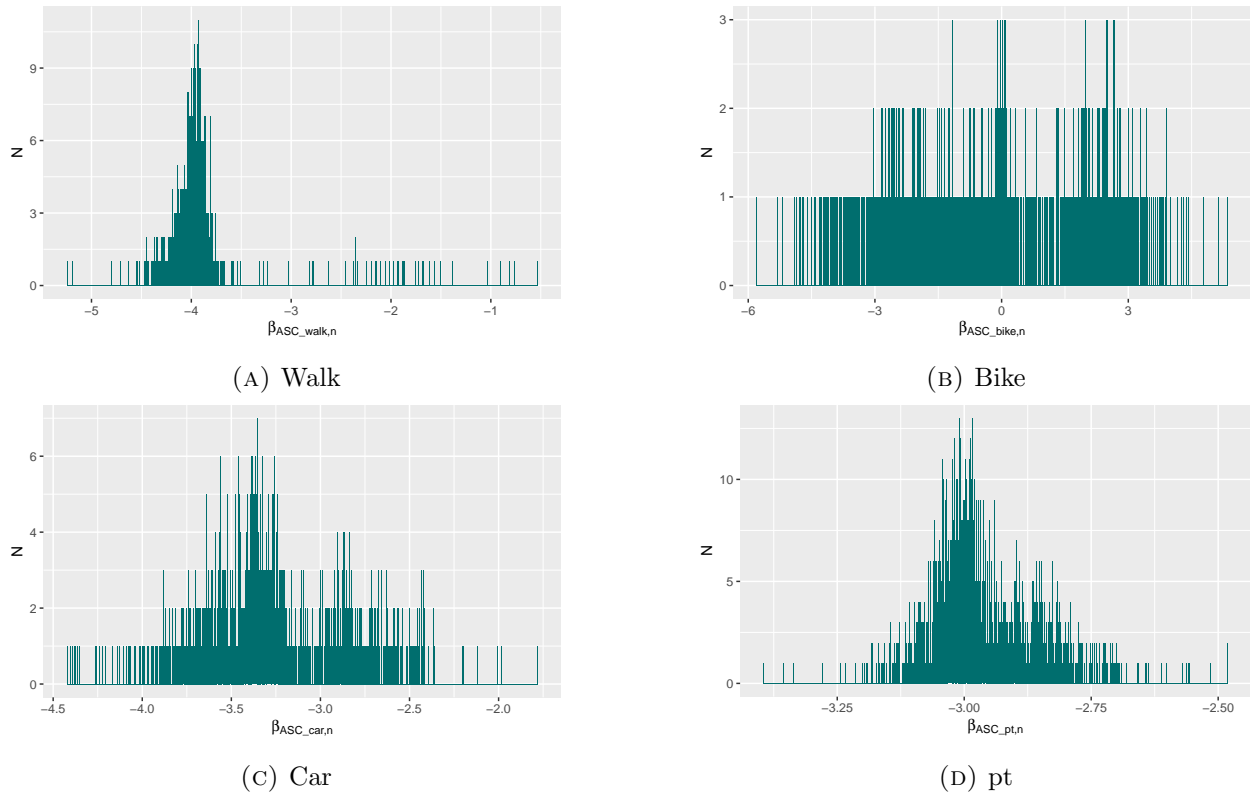 9
6
3
0
N
−5
−4
−3
−2
−1
βASC_walk,n
(A) Walk
3
2
1
0
N
−6
−3
0
3
βASC_bike,n
(B) Bike
6
4
2
0
N
−4.5
−4.0
−3.5
−3.0
−2.5
−2.0
βASC_car,n
(C) Car
10
5
0
N
−3.25
−3.00
−2.75
−2.50
βASC_pt,n
(D) pt